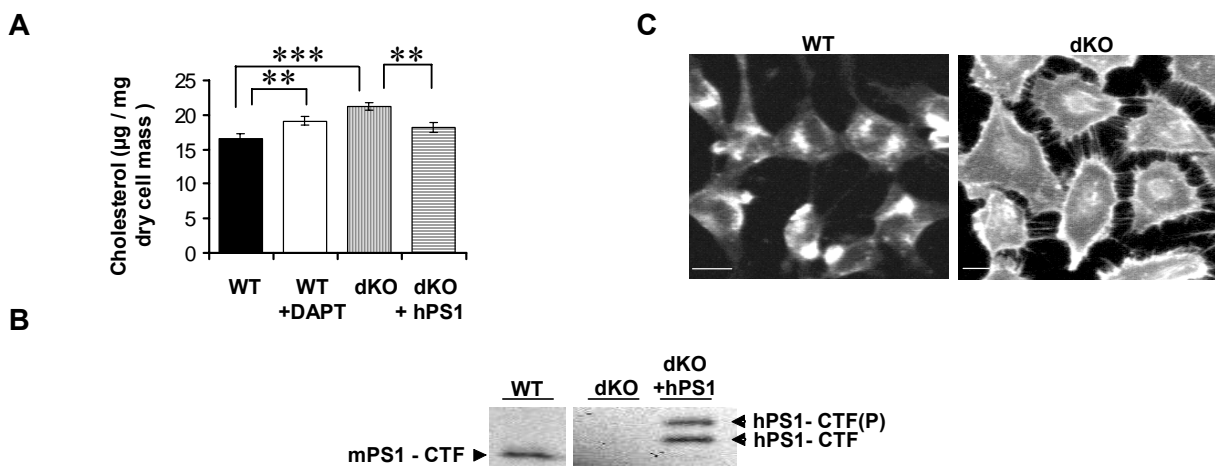 A
***
**
**
Cholesterol (µg / mg
dry cell mass )
25
20
15
10
5
0
WT
WT
+DAPT
dKO
dKO
+ hPS1
B
WT
dKO
dKO
+hPS1
mPS1 - CTF
hPS1- CTF(P)
hPS1- CTF
C
WT
dKO